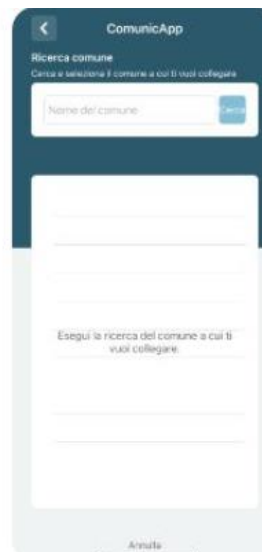 ComunicApp
Ricerca comune
Cerca e seleziona il comune a cui ti vuoi collegare
Nome del comune
Cerca
Esegui la ricerca del comune a cui ti
vuoi collegare.
Annulla